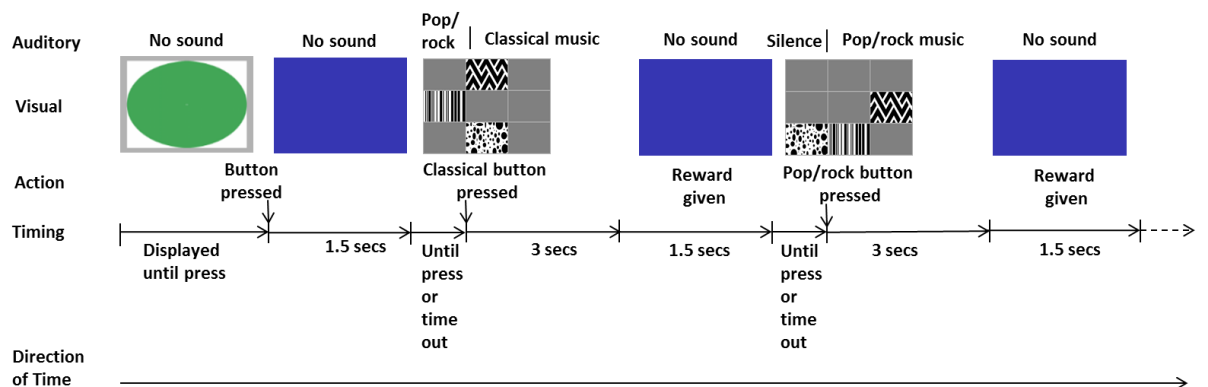 Auditory
No sound
No sound
Pop/
rock
Classical music
No sound
Silence
Pop/rock music
No sound
Visual
Action
Button
pressed
Classical button
pressed
Reward
given
Pop/rock button
pressed
Reward
given
Timing
Displayed
until press
1.5 secs
Until
press
or
time
out
3 secs
1.5 secs
Until
press
or
time
out
3 secs
1.5 secs
Direction
of Time